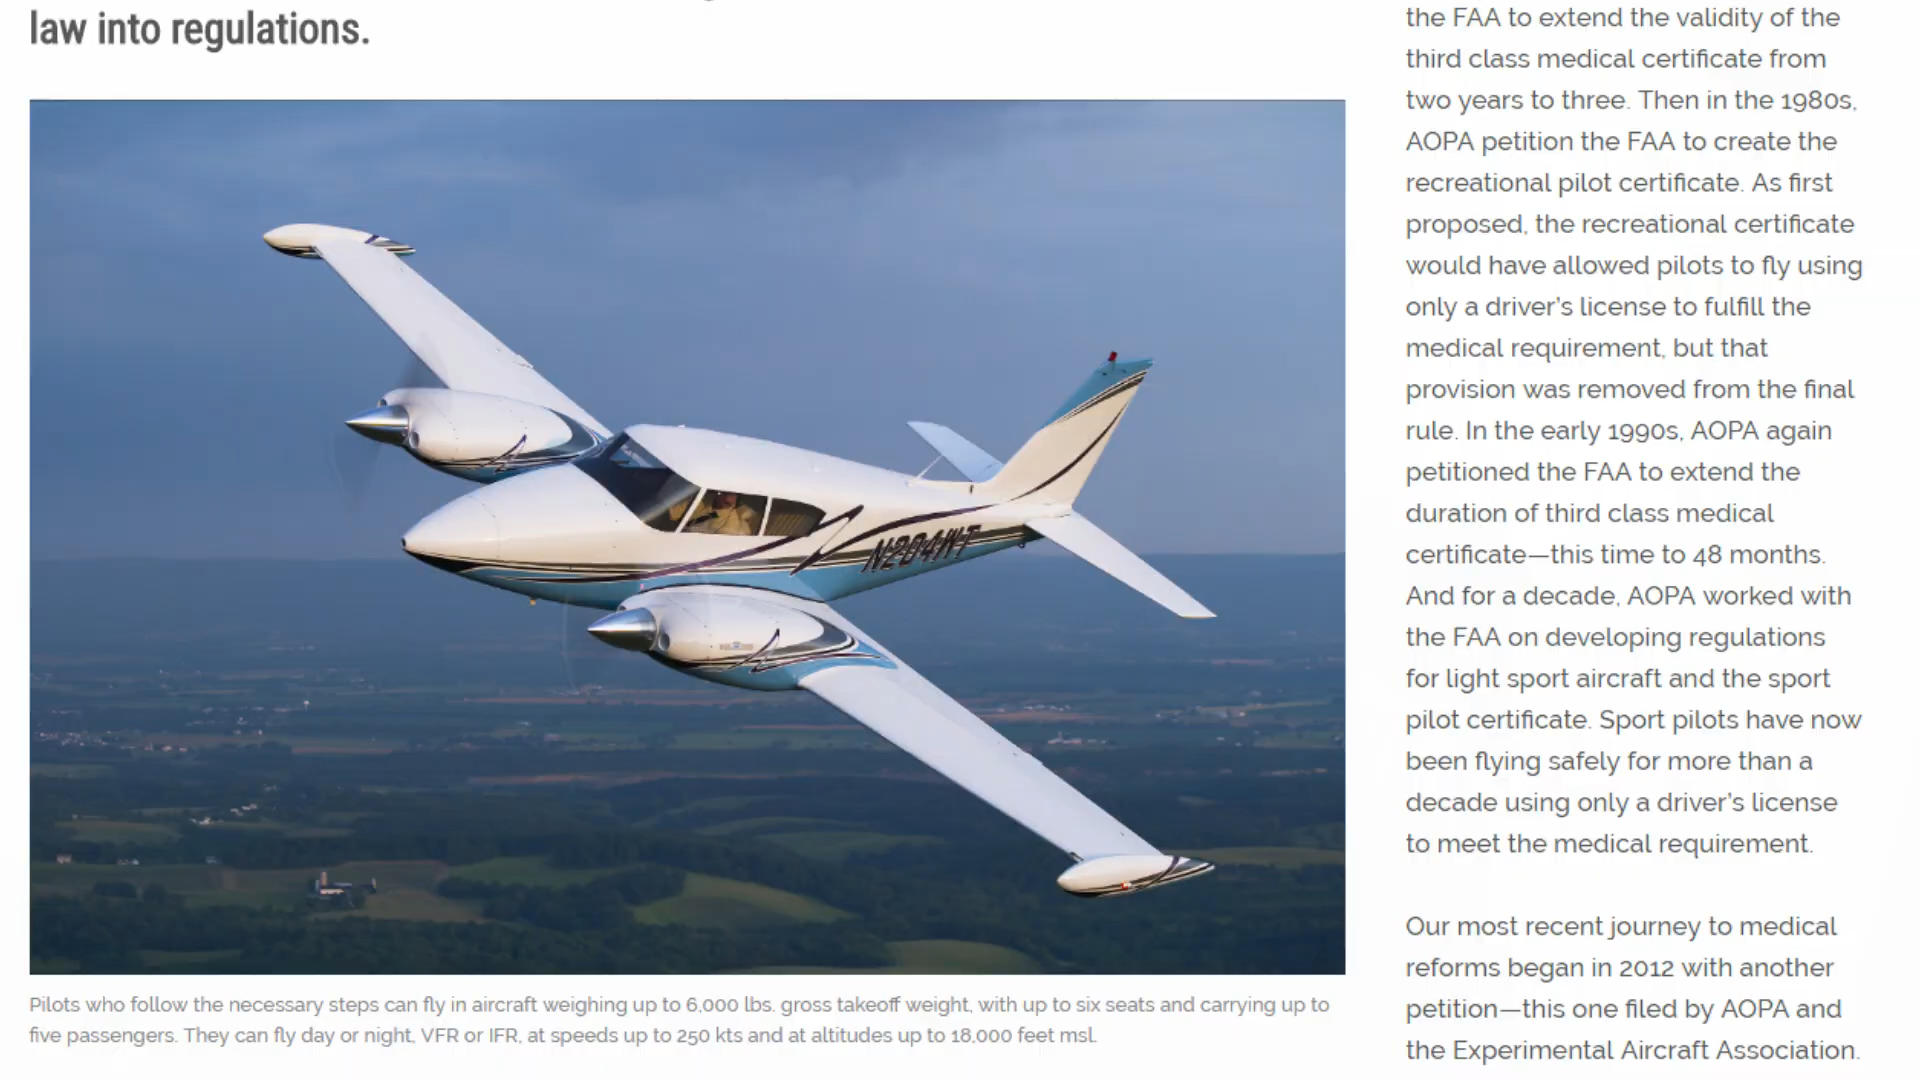 law into regulations.
N204WT
Pilots who follow the necessary steps can fly in aircraft weighing up to 6,000 lbs. gross takeoff weight, with up to six seats and carrying up to
five passengers. They can fly day or night, VFR or IFR, at speeds up to 250 kts and at altitudes up to 18,000 feet msl.
the FAA to extend the validity of the
third class medical certificate from
two years to three. Then in the 1980s,
AOPA petition the FAA to create the
recreational pilot certificate. As first
proposed, the recreational certificate
would have allowed pilots to fly using
only a driver’s license to fulfill the
medical requirement, but that
provision was removed from the final
rule. In the early 1990s, AOPA again
petitioned the FAA to extend the
duration of third class medical
certificate—this time to 48 months.
And for a decade, AOPA worked with
the FAA on developing regulations
for light sport aircraft and the sport
pilot certificate. Sport pilots have now
been flying safely for more than a
decade using only a driver’s license
to meet the medical requirement.
Our most recent journey to medical
reforms began in 2012 with another
petition—this one filed by AOPA and
the Experimental Aircraft Association.